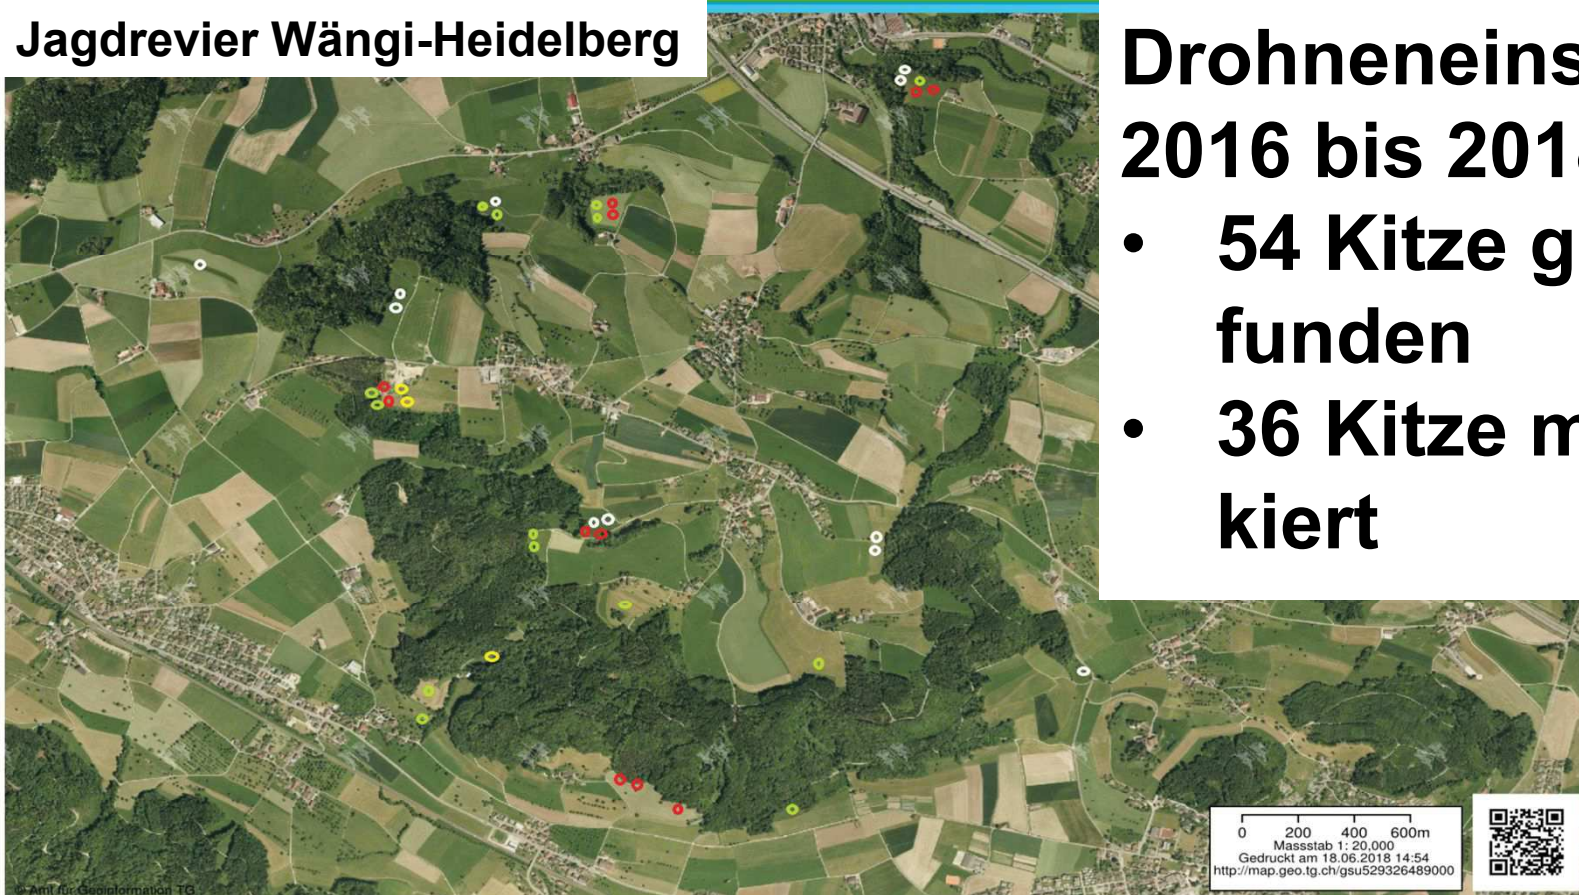 Jagdrevier Wängi-Heidelberg
Drohneneins
2016 bis 201
• 54 Kitze g
funden
• 36 Kitze m
kiert
0 200 400 600m
Massstab 1: 20,000
Gedruckt am 18.06.2018 14:54
http://map.geo.tg.ch/gsu529326489000
© Amt für Geoinformation TG